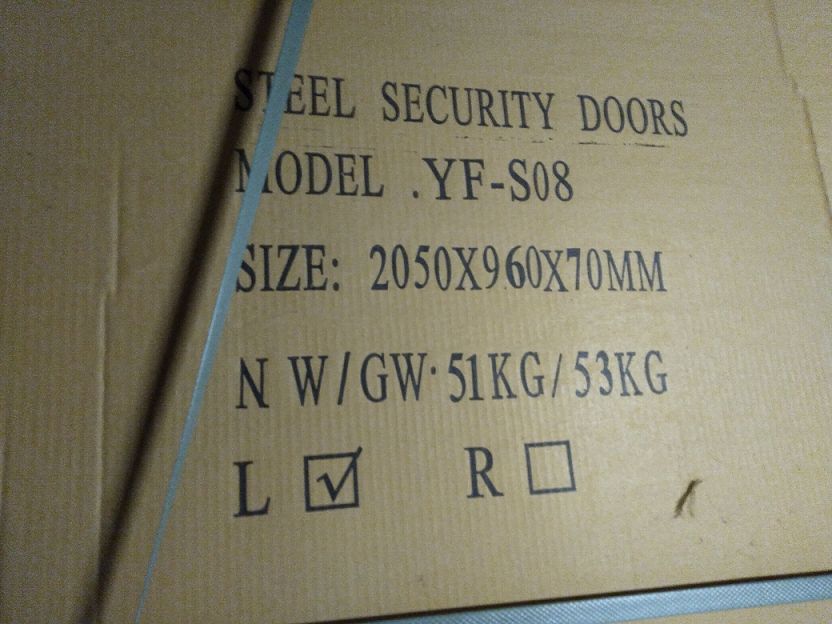 STEEL SECURITY DOORS
MODEL .YF-S08
SIZE: 2050X960X70MM
N W/GW·51KG/53KG
L ☑ R ☐